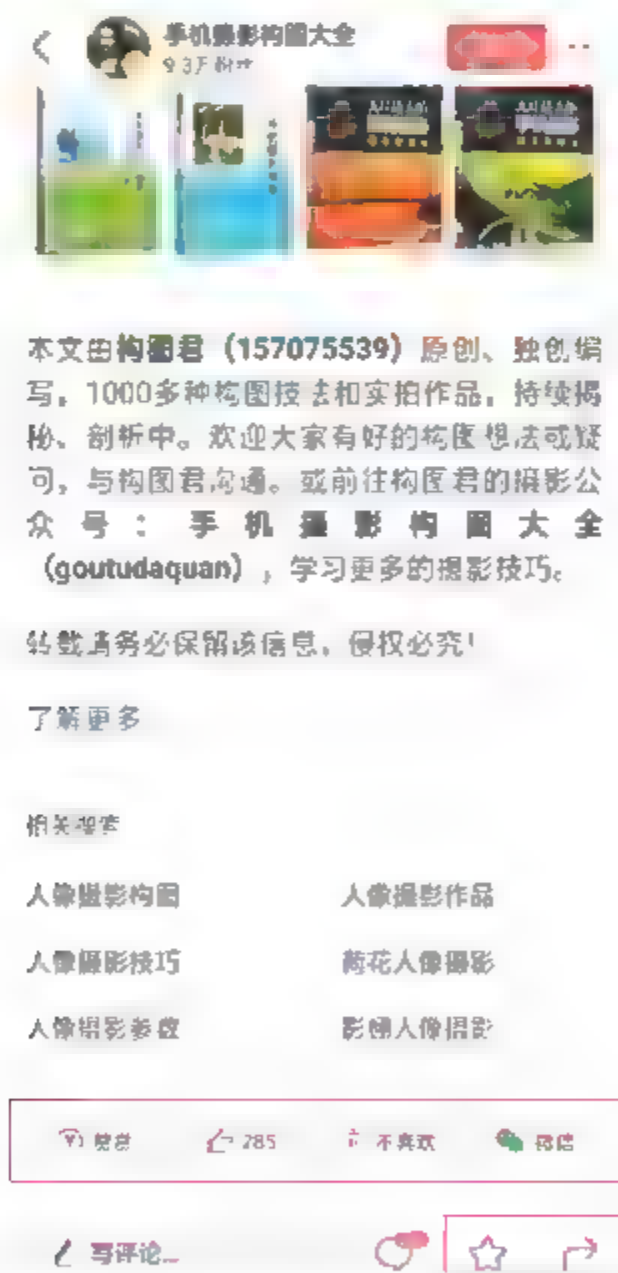 手机摄影构图大全
9.3万粉丝
本文由构图君（157075539）原创、独创编
写，1000多种构图技法和实拍作品，持续揭
秘、剖析中。欢迎大家有好的构图想法或疑
问，与构图君沟通。或前往构图君的摄影公
众号：手机摄影构图大全
（goutudaquan），学习更多的摄影技巧。
转载请务必保留该信息，侵权必究！
了解更多
相关搜索
人像摄影构图 人像摄影作品
人像摄影技巧 荷花人像摄影
人像摄影参数 影棚人像摄影
赞赏 285 不喜欢 微信
写评论...